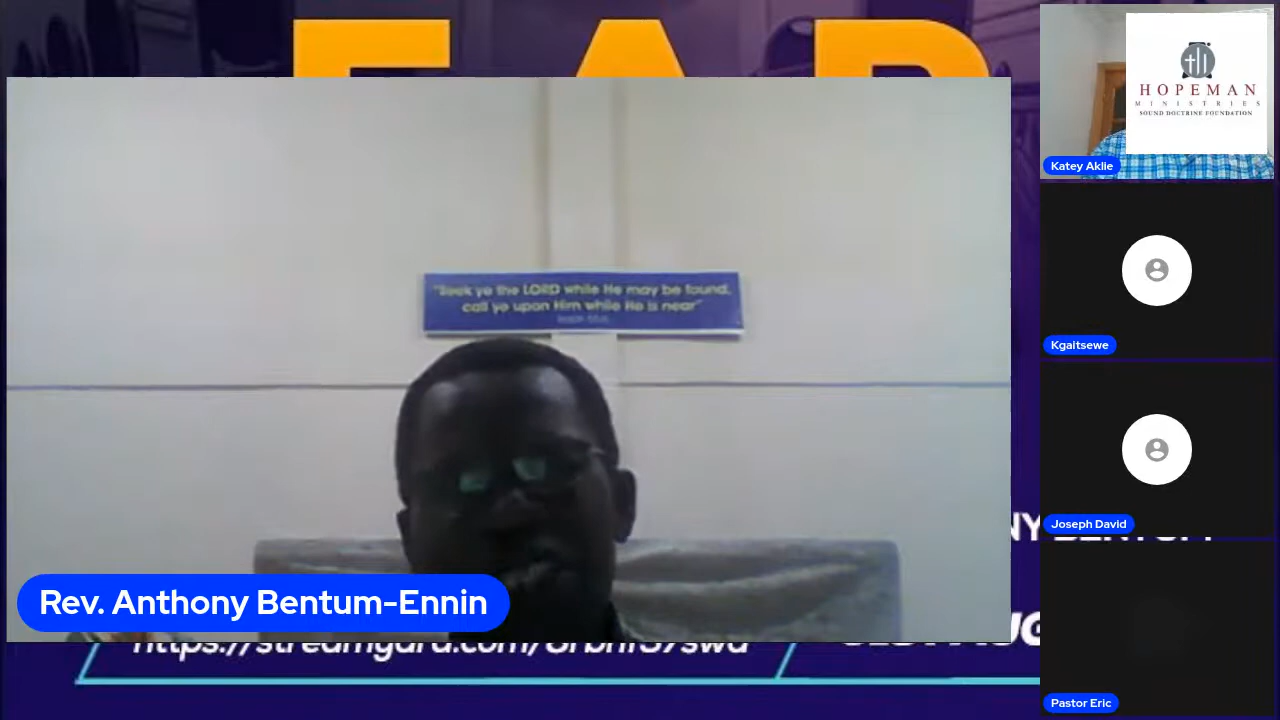 EAR
"Seek ye the LORD while He may be found,
call ye upon Him while He is near"
Rev. Anthony Bentum-Ennin
HOPEMAN
MINISTRIES
SOUND DOCTRINE FOUNDATION
Katey Aklie
Kgaitsewe
Joseph David
Pastor Eric